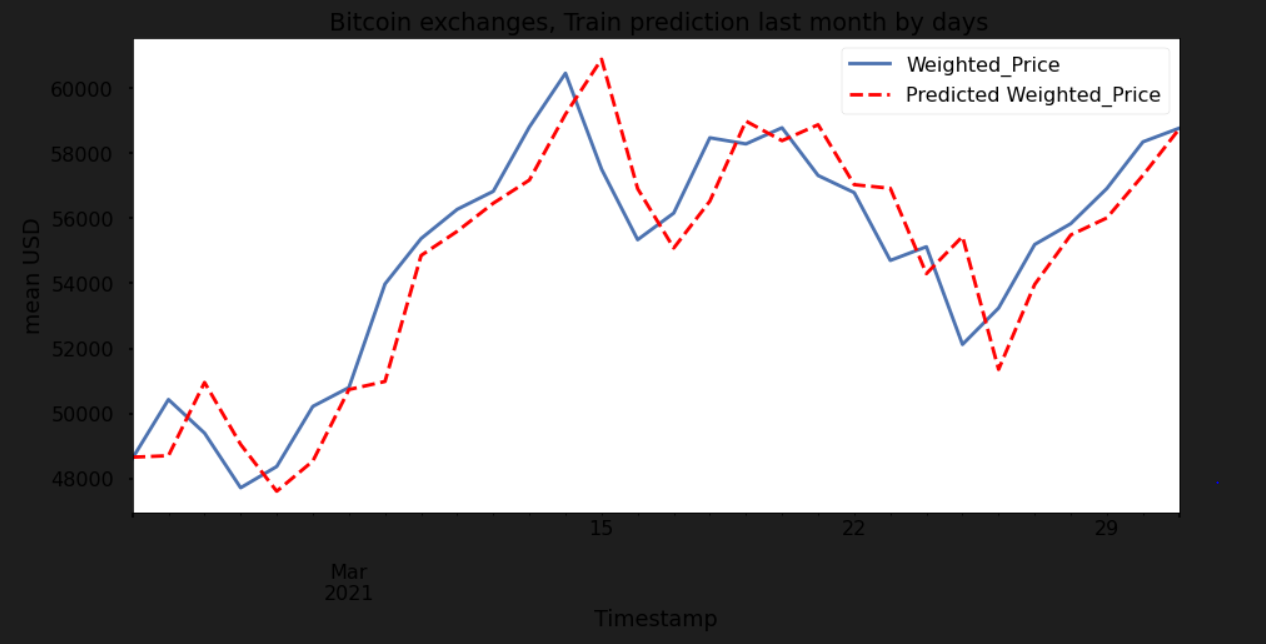 Bitcoin exchanges, Train prediction last month by days
Weighted_Price
Predicted Weighted_Price
mean USD
60000
58000
56000
54000
52000
50000
48000
15
22
29
Mar
2021
Timestamp